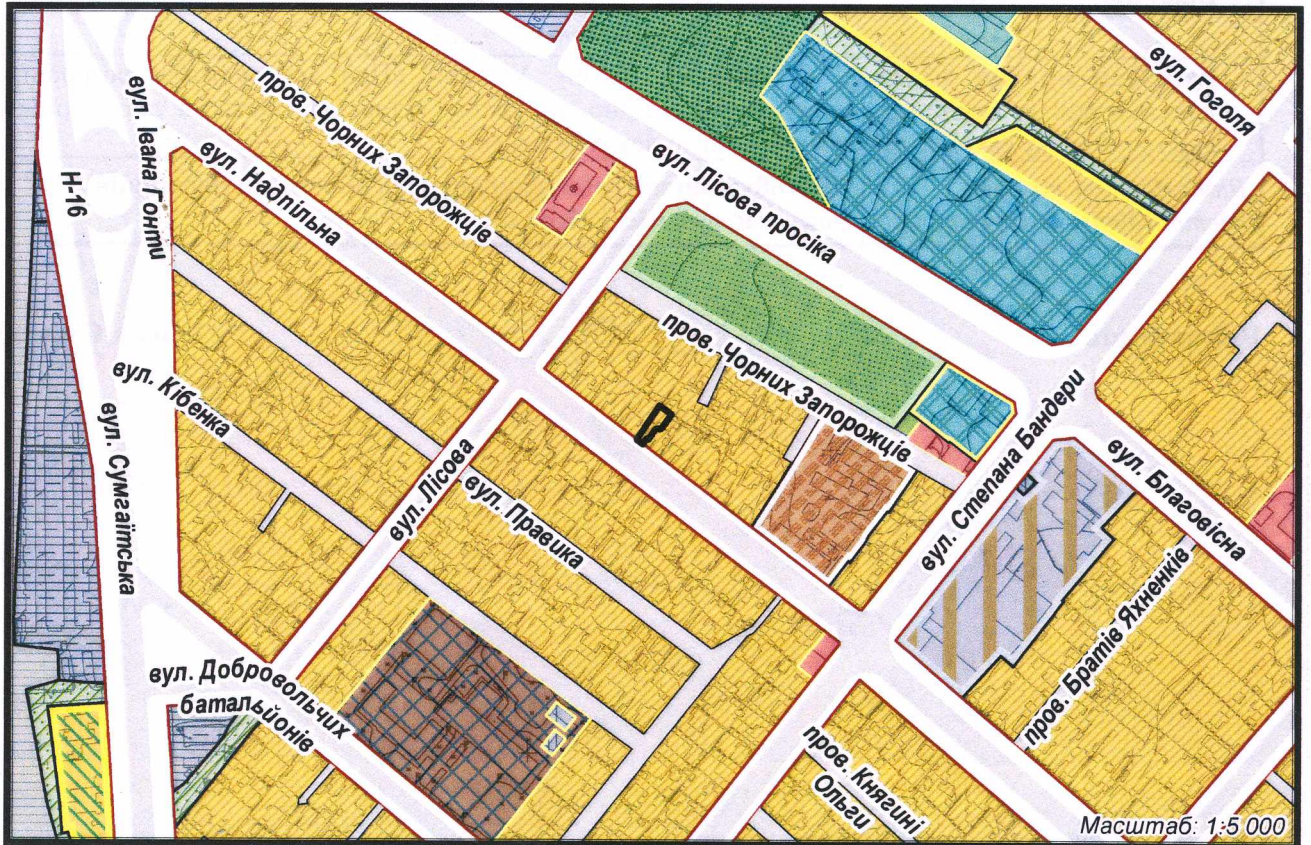 вул. Гоголя
пров. Чорних Запорожців
вул. Івана Гонти
вул. Надпільна
вул. Лісова просіка
Н-16
пров. Чорних Запорожців
вул. Кібенка
вул. Сумгаїтська
вул. Лісова
вул. Правика
вул. Степана Бандери
вул. Благовісна
пров. Братів Яхненків
вул. Добровольчих
батальйонів
пров. Княгині
Ольги
Масштаб: 1:5 000